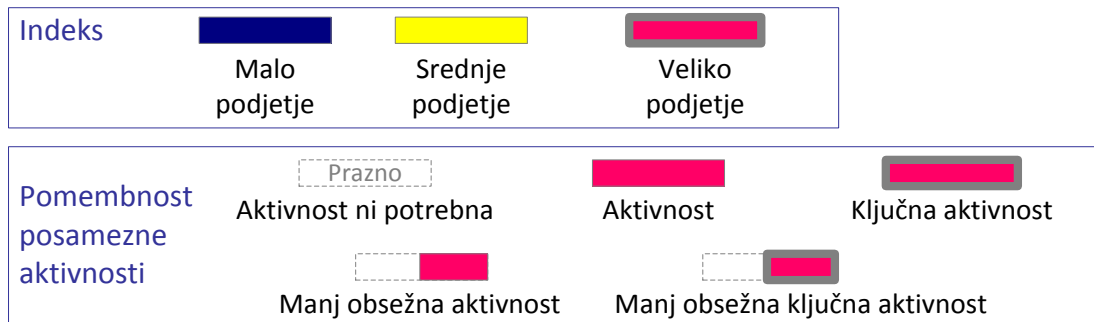 Indeks
Malo
podjetje
Srednje
podjetje
Veliko
podjetje
Pomembnost
posamezne
aktivnosti
Prazno
Aktivnost ni potrebna
Aktivnost
Ključna aktivnost
Manj obsežna aktivnost
Manj obsežna ključna aktivnost